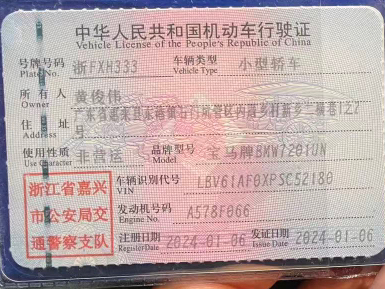 中华人民共和国机动车行驶证
Vehicle License of the People's Republic of China
号牌号码 浙FXH333 车辆类型 小型轿车
Plate No. Vehicle Type
所有人 黄俊伟
Owner
住址 广东省
Address 号
使用性质 非营运 品牌型号 宝马牌BMW7201UN
Use Character Model
浙江省嘉兴
市公安局交
通警察支队
车辆识别代号 LBV61AF0XPSC52180
VIN
发动机号码 A578F066
Engine No.
注册日期 2024-01-06 发证日期 2024-01-06
Register Date Issue Date